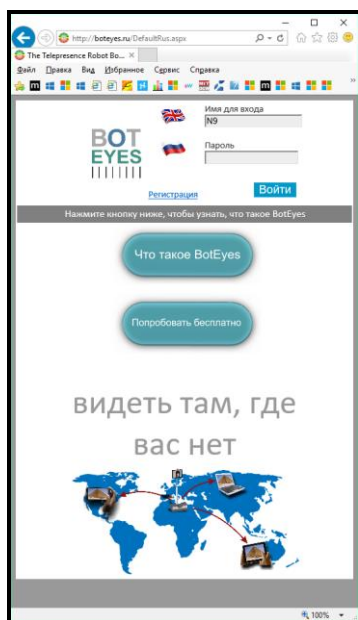 http://boteyes.ru/DefaultRus.aspx
The Telepresence Robot Bo...
Файл Правка Вид Избранное Сервис Справка
Имя для входа
N9
BOT
EYES
Пароль
Регистрация
Войти
Нажмите кнопку ниже, чтобы узнать, что такое BotEyes
Что такое BotEyes
Попробовать бесплатно
видеть там, где
вас нет
100%